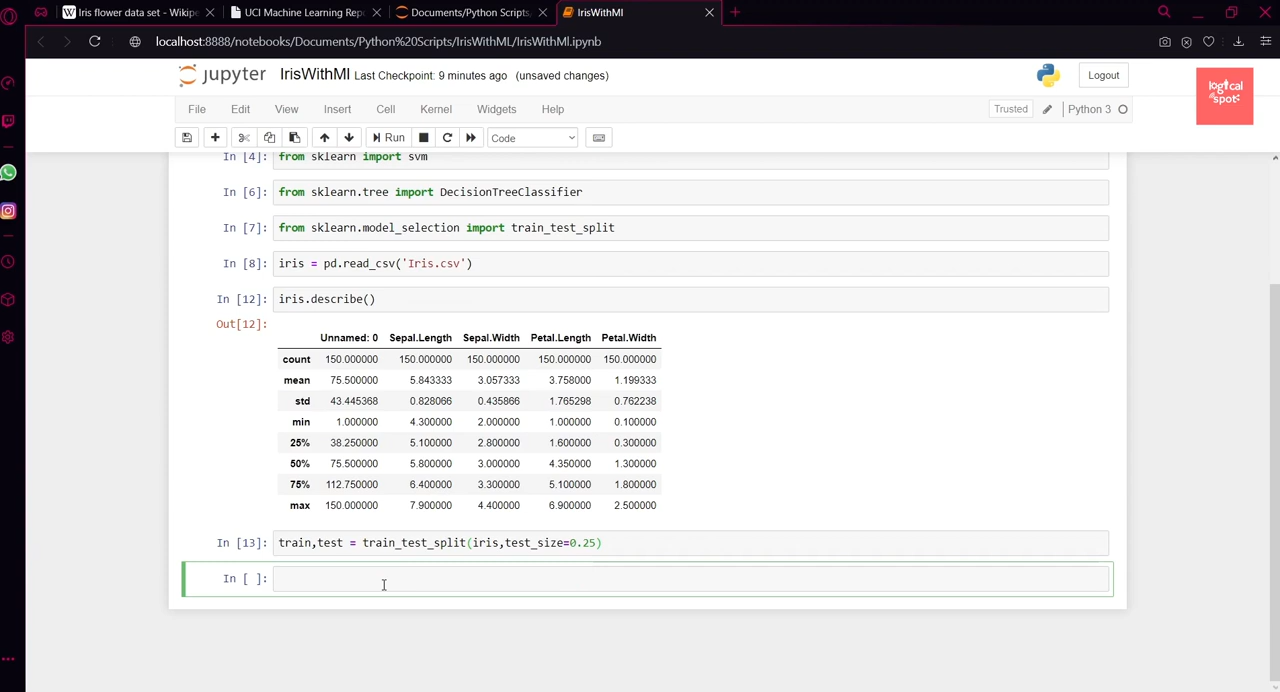 Iris flower data set - Wikipe
UCI Machine Learning Rep
Documents/Python Scripts,
IrisWithMl
localhost:8888/notebooks/Documents/Python%20Scripts/IrisWithML/IrisWithMl.ipynb
jupyter IrisWithMl Last Checkpoint: 9 minutes ago (unsaved changes)
Logout
logical
spot
File Edit View Insert Cell Kernel Widgets Help
Trusted Python 3
Run Code
In [4]: from sklearn import svm
In [6]: from sklearn.tree import DecisionTreeClassifier
In [7]: from sklearn.model_selection import train_test_split
In [8]: iris = pd.read_csv('Iris.csv')
In [12]: iris.describe()
Out[12]:
Unnamed: 0 Sepal.Length Sepal.Width Petal.Length Petal.Width
count 150.000000 150.000000 150.000000 150.000000 150.000000
mean 75.500000 5.843333 3.057333 3.758000 1.199333
std 43.445368 0.828066 0.435866 1.765298 0.762238
min 1.000000 4.300000 2.000000 1.000000 0.100000
25% 38.250000 5.100000 2.800000 1.600000 0.300000
50% 75.500000 5.800000 3.000000 4.350000 1.300000
75% 112.750000 6.400000 3.300000 5.100000 1.800000
max 150.000000 7.900000 4.400000 6.900000 2.500000
In [13]: train,test = train_test_split(iris,test_size=0.25)
In [ ]: